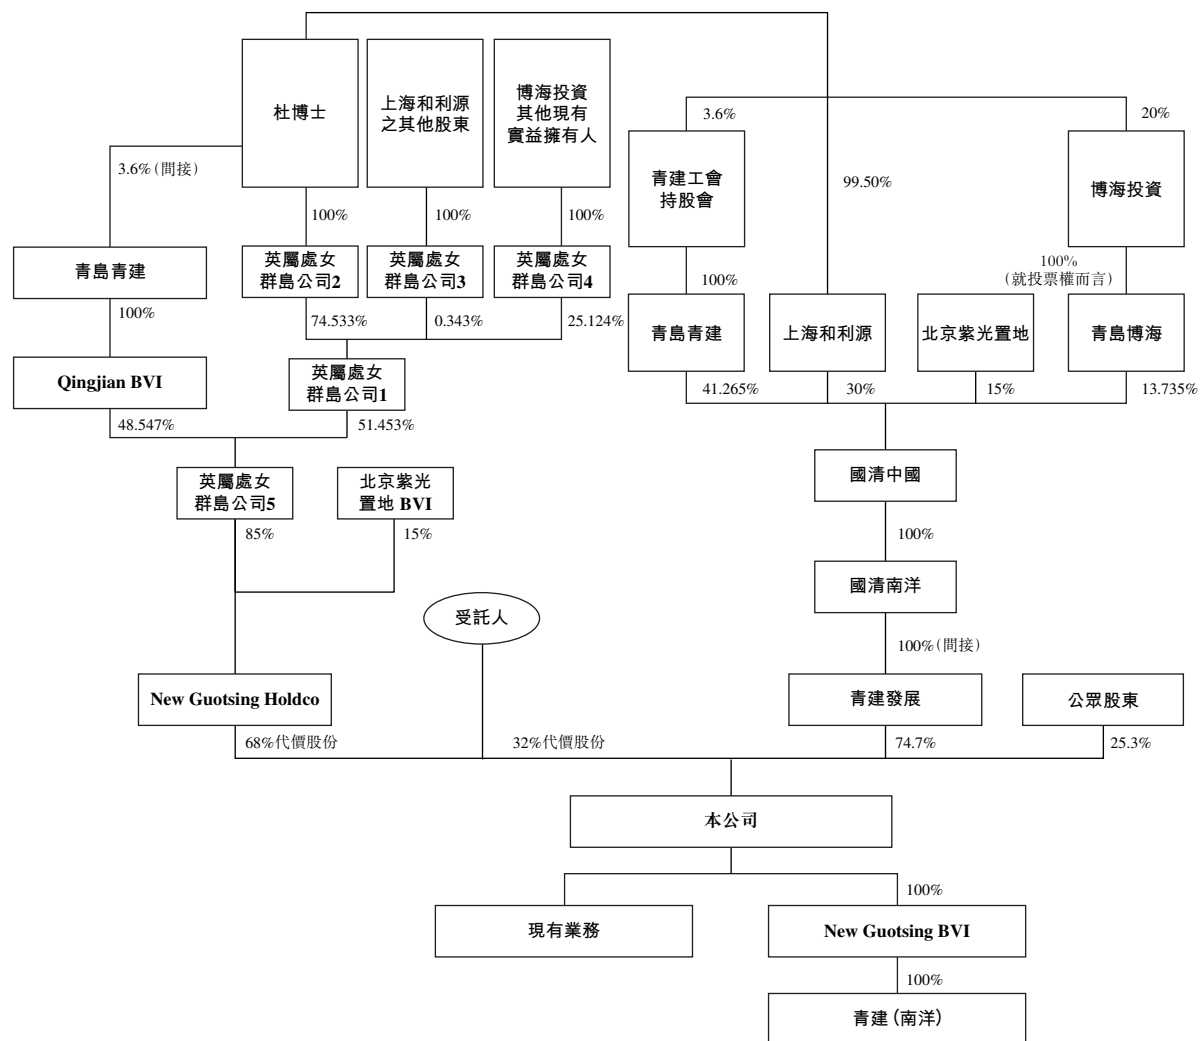 杜博士
上海和利源
之其他股東
博海投資
其他現有
實益擁有人
3.6%
20%
3.6% (間接)
青建工會
持股會
99.50%
博海投資
100%
100%
100%
青島青建
英屬處女
群島公司2
英屬處女
群島公司3
英屬處女
群島公司4
100%
100%
(就投票權而言)
100%
74.533%
0.343%
25.124%
青島青建
上海和利源
北京紫光置地
青島博海
Qingjian BVI
英屬處女
群島公司1
41.265%
30%
15%
13.735%
48.547%
51.453%
英屬處女
群島公司5
北京紫光
置地 BVI
國清中國
85%
15%
100%
國清南洋
受託人
100% (間接)
New Guotsing Holdco
青建發展
公眾股東
68%代價股份
32%代價股份
74.7%
25.3%
本公司
100%
現有業務
New Guotsing BVI
100%
青建 (南洋)